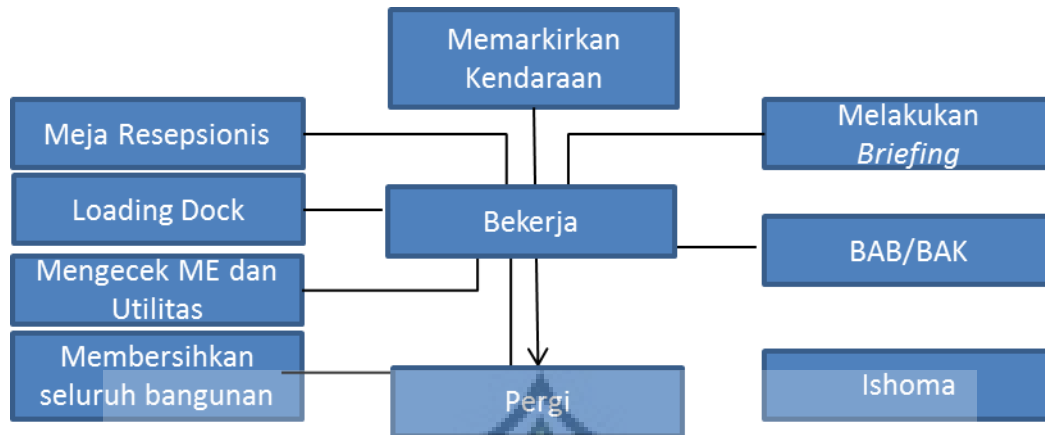 Memarkirkan
Kendaraan
Meja Resepsionis
Melakukan
Briefing
Loading Dock
Bekerja
BAB/BAK
Mengecek ME dan
Utilitas
Membersihkan
seluruh bangunan
Pergi
Ishoma